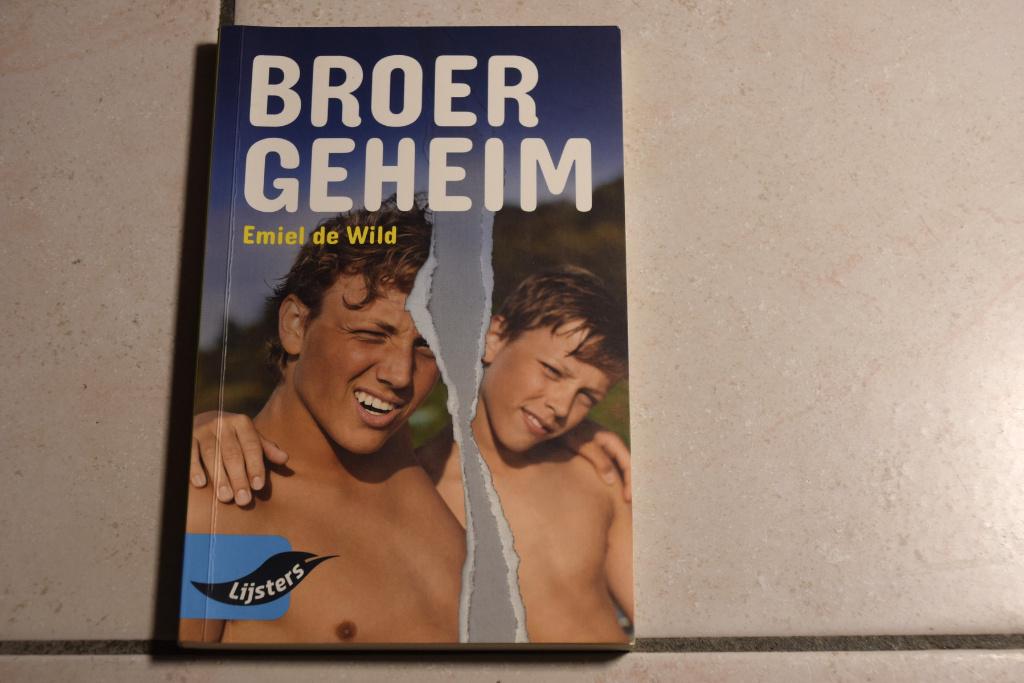 BROER
GEHEIM
Emiel de Wild
Lijsters